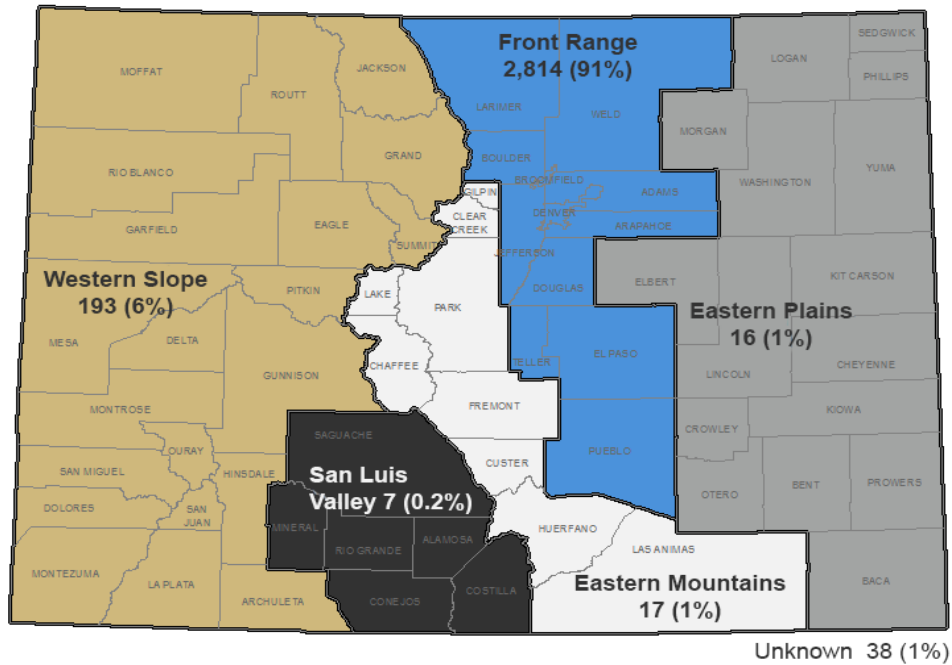 Front Range
2,814 (91%)
SEDGWICK
LOGAN
PHILLIPS
MOFFAT
JACKSON
ROUTT
LARIMER
WELD
MORGAN
GRAND
BOULDER
YUMA
RIO BLANCO
BROOMFIELD
WASHINGTON
GILPIN
ADAMS
CLEAR
CREEK
DENVER
GARFIELD
EAGLE
ARAPAHOE
SUMMIT
JEFFERSON
Western Slope
193 (6%)
PITKIN
LAKE
PARK
DOUGLAS
ELBERT
KIT CARSON
Eastern Plains
16 (1%)
MESA
DELTA
CHAFFEE
TELLER
EL PASO
LINCOLN
CHEYENNE
GUNNISON
MONTROSE
FREMONT
KIOWA
SAGUACHE
CROWLEY
OURAY
PUEBLO
SAN MIGUEL
HINSDALE
CUSTER
San Luis
Valley 7 (0.2%)
OTERO
BENT
PROWERS
DOLORES
SAN
JUAN
MINERAL
HUERFANO
RIO GRANDE
ALAMOSA
LAS ANIMAS
MONTEZUMA
LA PLATA
COSTILLA
Eastern Mountains
17 (1%)
BACA
ARCHULETA
CONEJOS
Unknown 38 (1%)